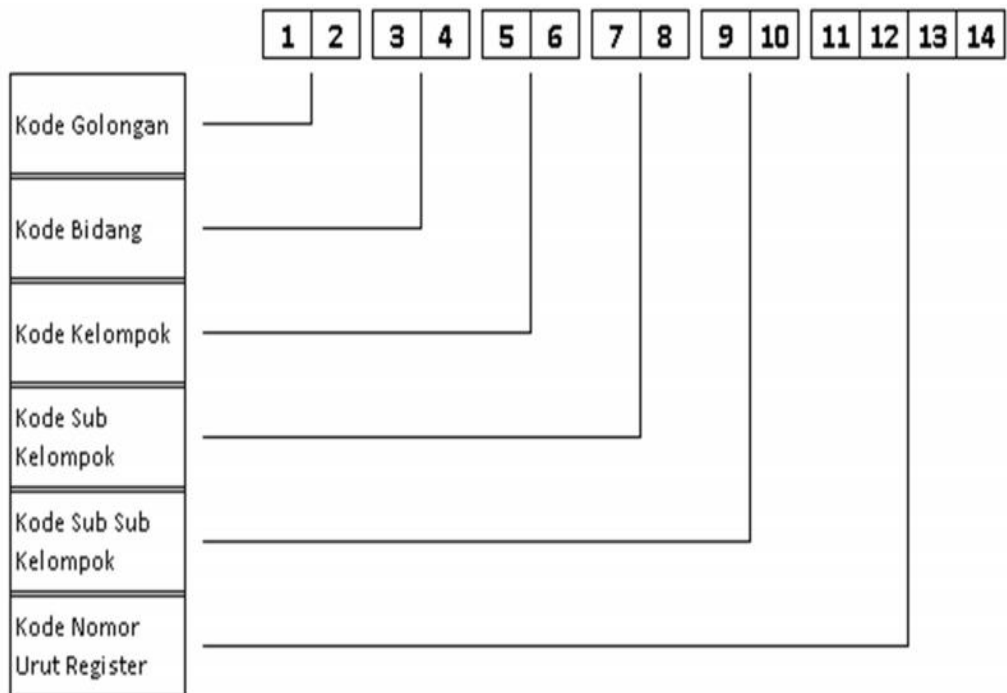 1 2 3 4 5 6 7 8 9 10 11 12 13 14
Kode Golongan
Kode Bidang
Kode Kelompok
Kode Sub
Kelompok
Kode Sub Sub
Kelompok
Kode Nomor
Urut Register